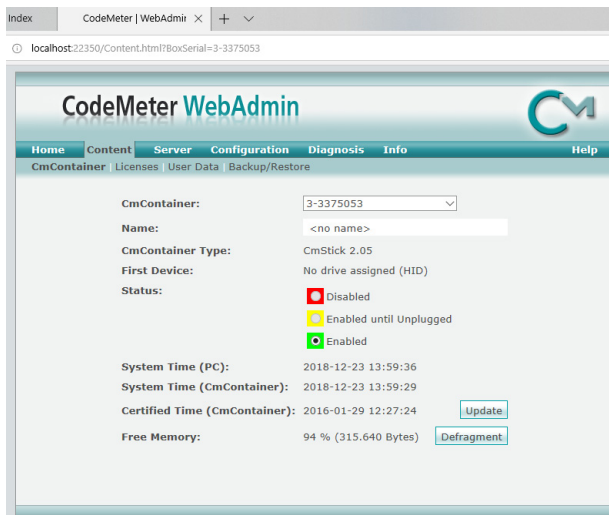 Index
CodeMeter | WebAdmir
localhost:22350/Content.html?BoxSerial=3-3375053
CodeMeter WebAdmin
CM
Home Content Server Configuration Diagnosis Info Help
CmContainer | Licenses | User Data | Backup/Restore
CmContainer: 3-3375053
Name: <no name>
CmContainer Type: CmStick 2.05
First Device: No drive assigned (HID)
Status: Disabled
Enabled until Unplugged
Enabled
System Time (PC): 2018-12-23 13:59:36
System Time (CmContainer): 2018-12-23 13:59:29
Certified Time (CmContainer): 2016-01-29 12:27:24 Update
Free Memory: 94 % (315.640 Bytes) Defragment